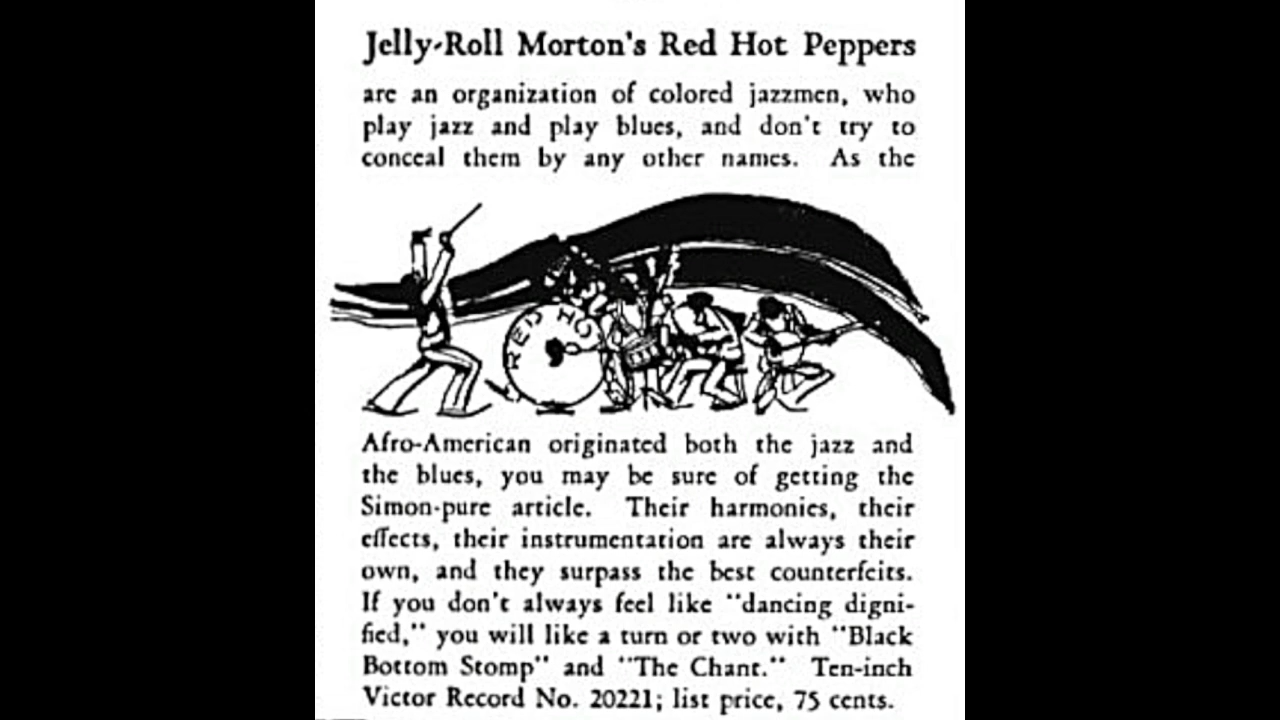 Jelly-Roll Morton's Red Hot Peppers
are an organization of colored jazzmen, who
play jazz and play blues, and don't try to
conceal them by any other names. As the
RED HOT
Afro-American originated both the jazz and
the blues, you may be sure of getting the
Simon-pure article. Their harmonies, their
effects, their instrumentation are always their
own, and they surpass the best counterfeits.
If you don't always feel like "dancing digni-
fied," you will like a turn or two with "Black
Bottom Stomp" and "The Chant." Ten-inch
Victor Record No. 20221; list price, 75 cents.